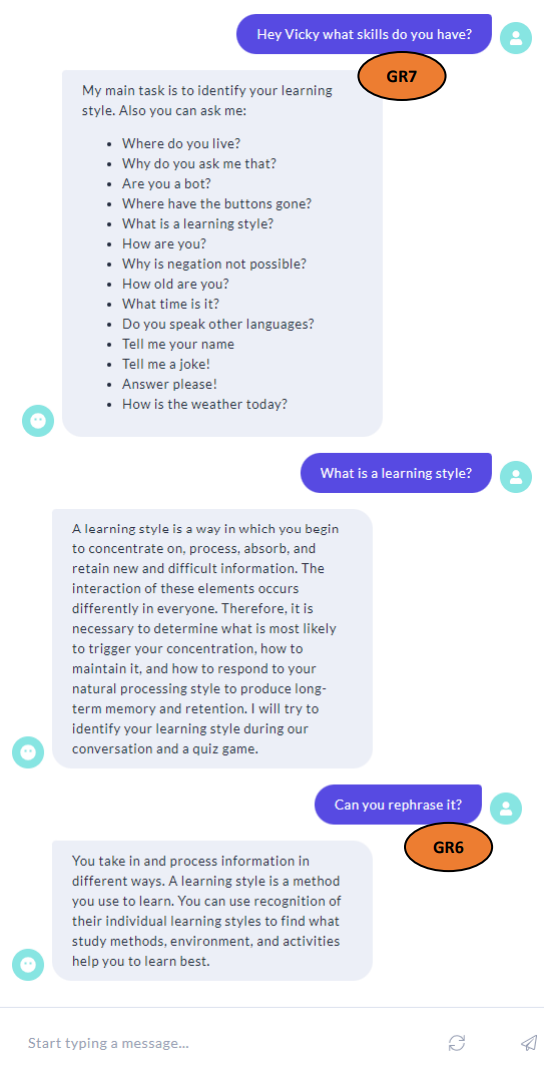 Hey Vicky what skills do you have?
GR7
My main task is to identify your learning
style. Also you can ask me:
• Where do you live?
• Why do you ask me that?
• Are you a bot?
• Where have the buttons gone?
• What is a learning style?
• How are you?
• Why is negation not possible?
• How old are you?
• What time is it?
• Do you speak other languages?
• Tell me your name
• Tell me a joke!
• Answer please!
• How is the weather today?
What is a learning style?
A learning style is a way in which you begin
to concentrate on, process, absorb, and
retain new and difficult information. The
interaction of these elements occurs
differently in everyone. Therefore, it is
necessary to determine what is most likely
to trigger your concentration, how to
maintain it, and how to respond to your
natural processing style to produce long-
term memory and retention. I will try to
identify your learning style during our
conversation and a quiz game.
Can you rephrase it?
GR6
You take in and process information in
different ways. A learning style is a method
you use to learn. You can use recognition of
their individual learning styles to find what
study methods, environment, and activities
help you to learn best.
Start typing a message...